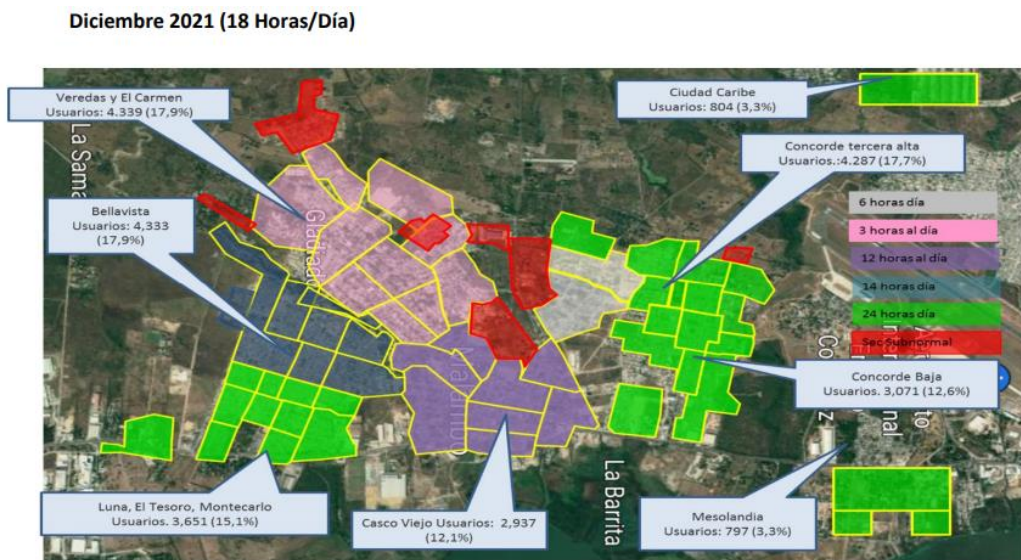 Diciembre 2021 (18 Horas/Día)
Veredas y El Carmen
Usuarios: 4.339 (17,9%)
Ciudad Caribe
Usuarios: 804 (3,3%)
Concorde tercera alta
Usuarios.:4.287 (17,7%)
Bellavista
Usuarios: 4,333
(17,9%)
6 horas día
3 horas al día
12 horas al día
14 horas día
24 horas día
Sec Subnormal
Concorde Baja
Usuarios. 3,071 (12,6%)
Luna, El Tesoro, Montecarlo
Usuarios. 3,651 (15,1%)
Casco Viejo Usuarios: 2,937
(12,1%)
La Barrita
Mesolandia
Usuarios: 797 (3,3%)